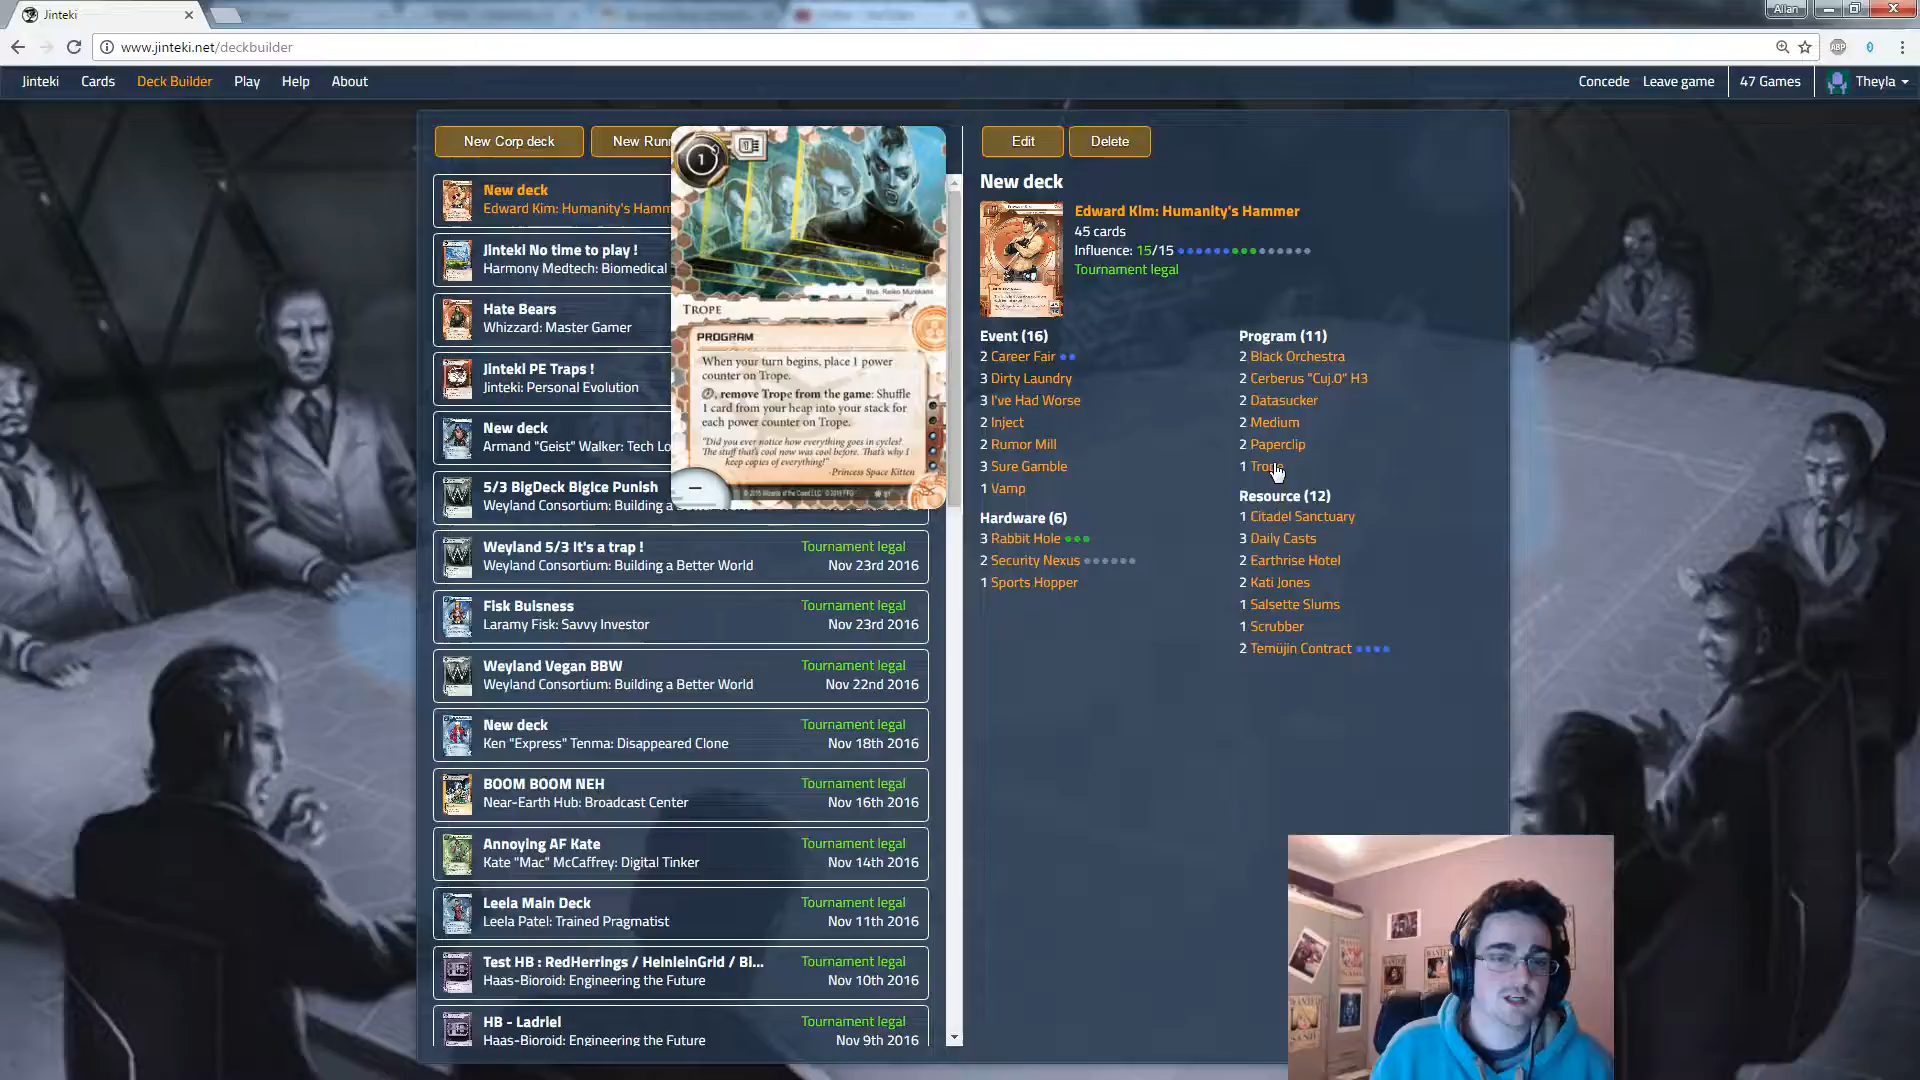 Jinteki
Allan
www.jinteki.net/deckbuilder
ABP
Jinteki
Cards
Deck Builder
Play
Help
About
Concede
Leave game
47 Games
Theyla
New Corp deck
New Run
New deck
Edward Kim: Humanity's Hamm
Jinteki No time to play !
Harmony Medtech: Biomedical
Hate Bears
Whizzard: Master Gamer
Jinteki PE Traps !
Jinteki: Personal Evolution
New deck
Armand "Geist" Walker: Tech Lo
5/3 BigDeck BigIce Punish
Weyland Consortium: Building a
Weyland 5/3 It's a trap !
Tournament legal
Weyland Consortium: Building a Better World
Nov 23rd 2016
Fisk Buisness
Tournament legal
Laramy Fisk: Savvy Investor
Nov 23rd 2016
Weyland Vegan BBW
Tournament legal
Weyland Consortium: Building a Better World
Nov 22nd 2016
New deck
Tournament legal
Ken "Express" Tenma: Disappeared Clone
Nov 18th 2016
BOOM BOOM NEH
Tournament legal
Near-Earth Hub: Broadcast Center
Nov 16th 2016
Annoying AF Kate
Tournament legal
Kate "Mac" McCaffrey: Digital Tinker
Nov 14th 2016
Leela Main Deck
Tournament legal
Leela Patel: Trained Pragmatist
Nov 11th 2016
Test HB : RedHerrings / HeinleinGrid / Bi...
Tournament legal
Haas-Bioroid: Engineering the Future
Nov 10th 2016
HB - Ladriel
Tournament legal
Haas-Bioroid: Engineering the Future
Nov 9th 2016
1
1
Illus. Reiko Murakami
TROPE
PROGRAM
When your turn begins, place 1 power
counter on Trope.
, remove Trope from the game: Shuffle
1 card from your heap into your stack for
each power counter on Trope.
"Did you ever notice how everything goes in cycles?
The stuff that's cool now was cool before. That's why I
keep copies of everything!"
-Princess Space Kitten
Edit
Delete
New deck
Edward Kim: Humanity's Hammer
45 cards
Influence: 15/15
Tournament legal
Event (16)
2 Career Fair
3 Dirty Laundry
3 I've Had Worse
2 Inject
2 Rumor Mill
3 Sure Gamble
1 Vamp
Hardware (6)
3 Rabbit Hole
2 Security Nexus
1 Sports Hopper
Program (11)
2 Black Orchestra
2 Cerberus "Cuj.0" H3
2 Datasucker
2 Medium
2 Paperclip
1 Trope
Resource (12)
1 Citadel Sanctuary
3 Daily Casts
2 Earthrise Hotel
2 Kati Jones
1 Salsette Slums
1 Scrubber
2 Temüjin Contract